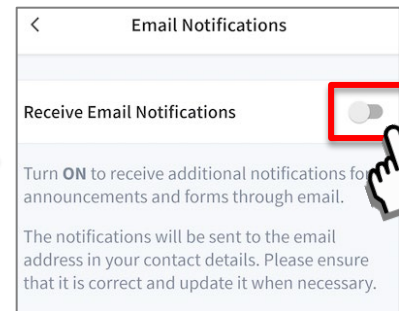 Email Notifications
Receive Email Notifications
Turn ON to receive additional notifications for
announcements and forms through email.
The notifications will be sent to the email
address in your contact details. Please ensure
that it is correct and update it when necessary.